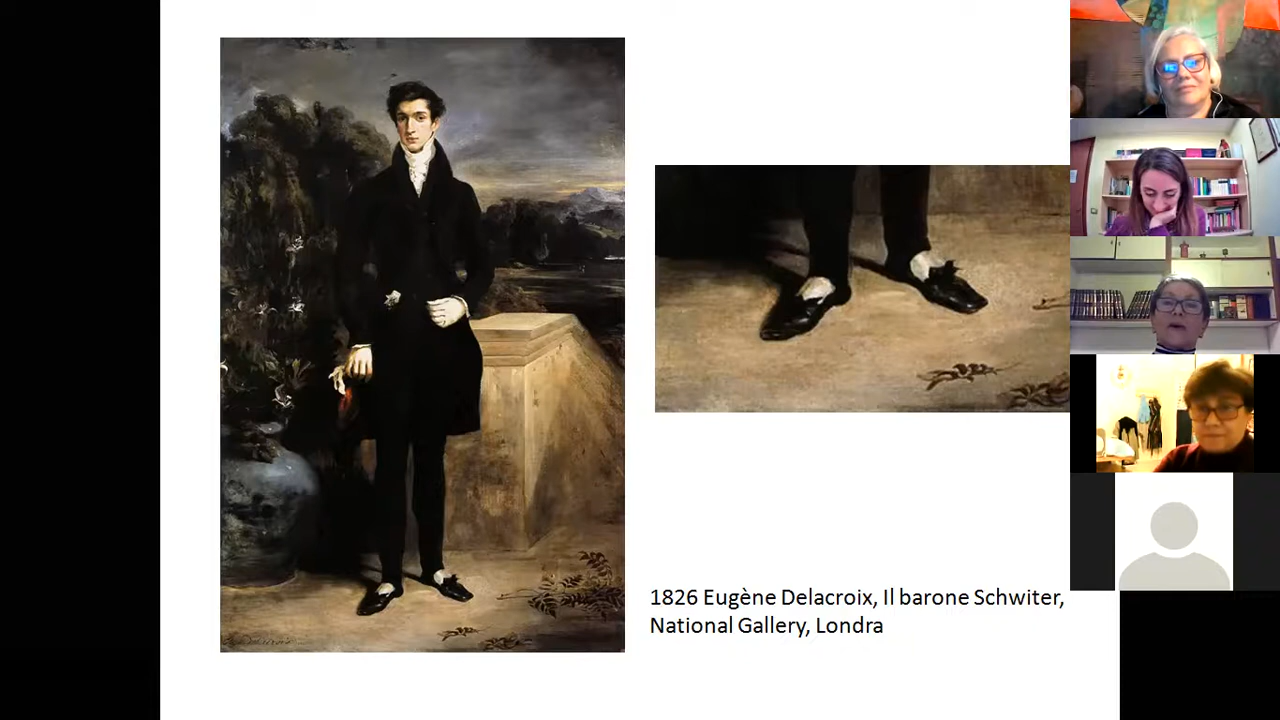 1826 Eugène Delacroix, Il barone Schwiter,
National Gallery, Londra